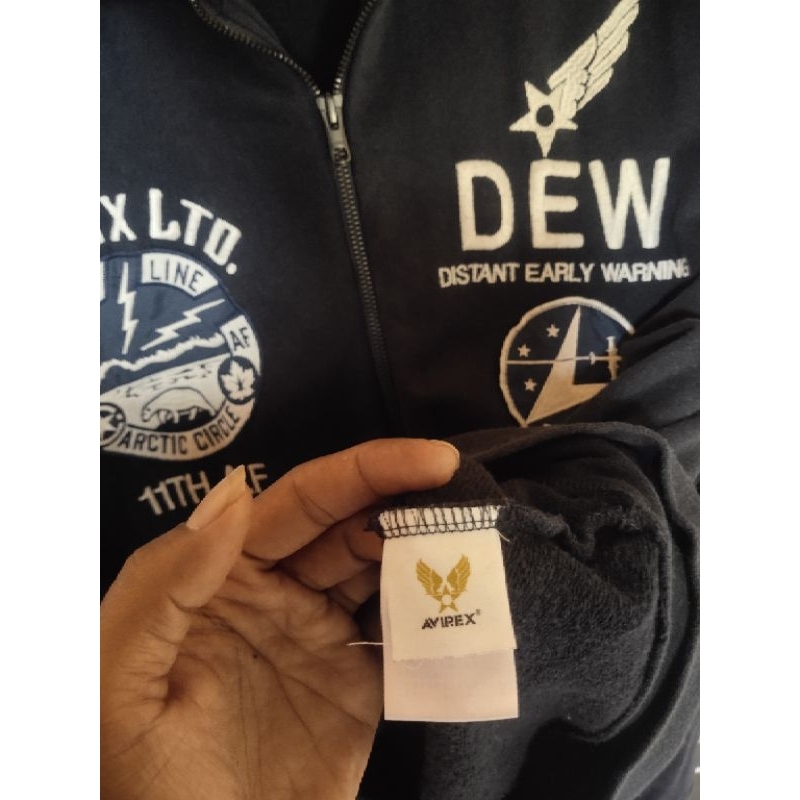 X LTD.
LINE
AF
ARCTIC CIRCLE
11TH AF
DEW
DISTANT EARLY WARNING
AVIREX®